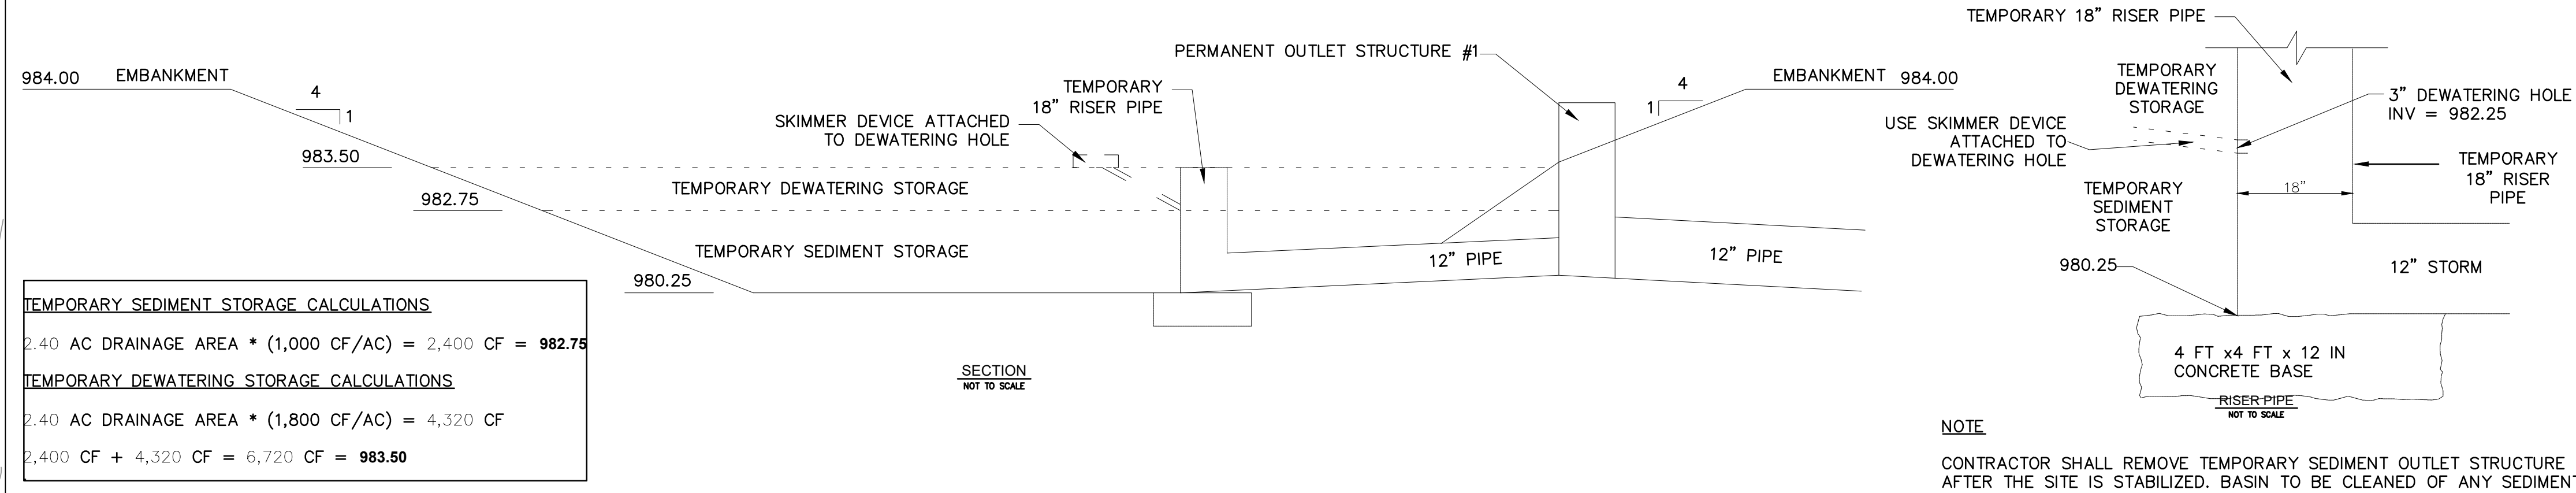 984.00
EMBANKMENT
4
1
983.50
982.75
980.25
SKIMMER DEVICE ATTACHED
TO DEWATERING HOLE
TEMPORARY
18" RISER PIPE
PERMANENT OUTLET STRUCTURE #1
TEMPORARY DEWATERING STORAGE
TEMPORARY SEDIMENT STORAGE
12" PIPE
12" PIPE
4
1
EMBANKMENT 984.00
SECTION
NOT TO SCALE
TEMPORARY SEDIMENT STORAGE CALCULATIONS
2.40 AC DRAINAGE AREA * (1,000 CF/AC) = 2,400 CF = 982.75
TEMPORARY DEWATERING STORAGE CALCULATIONS
2.40 AC DRAINAGE AREA * (1,800 CF/AC) = 4,320 CF
2,400 CF + 4,320 CF = 6,720 CF = 983.50
TEMPORARY 18" RISER PIPE
TEMPORARY
DEWATERING
STORAGE
3" DEWATERING HOLE
INV = 982.25
USE SKIMMER DEVICE
ATTACHED TO
DEWATERING HOLE
TEMPORARY
18" RISER
PIPE
18"
TEMPORARY
SEDIMENT
STORAGE
980.25
12" STORM
4 FT x4 FT x 12 IN
CONCRETE BASE
RISER PIPE
NOT TO SCALE
NOTE
CONTRACTOR SHALL REMOVE TEMPORARY SEDIMENT OUTLET STRUCTURE
AFTER THE SITE IS STABILIZED. BASIN TO BE CLEANED OF ANY SEDIMENT